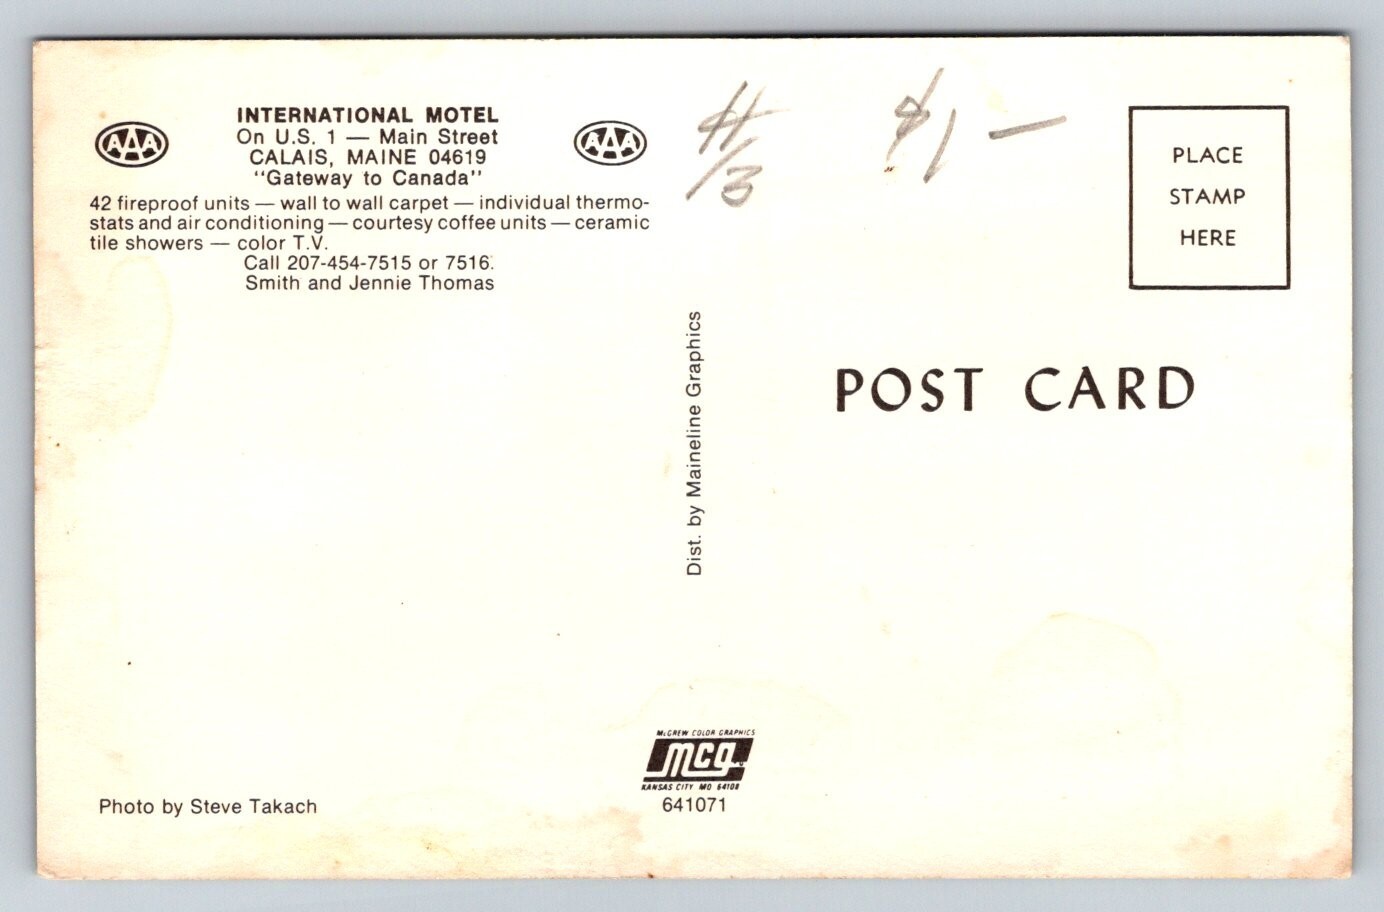 INTERNATIONAL MOTEL
On U.S. 1 — Main Street
CALAIS, MAINE 04619
"Gateway to Canada"
AAA
AAA
42 fireproof units — wall to wall carpet — individual thermo-
stats and air conditioning — courtesy coffee units — ceramic
tile showers — color T.V.
Call 207-454-7515 or 7516.
Smith and Jennie Thomas
#
13
$1 —
PLACE
STAMP
HERE
POST CARD
Dist. by Maineline Graphics
McGREW COLOR GRAPHICS
mcg
KANSAS CITY MO 64108
641071
Photo by Steve Takach